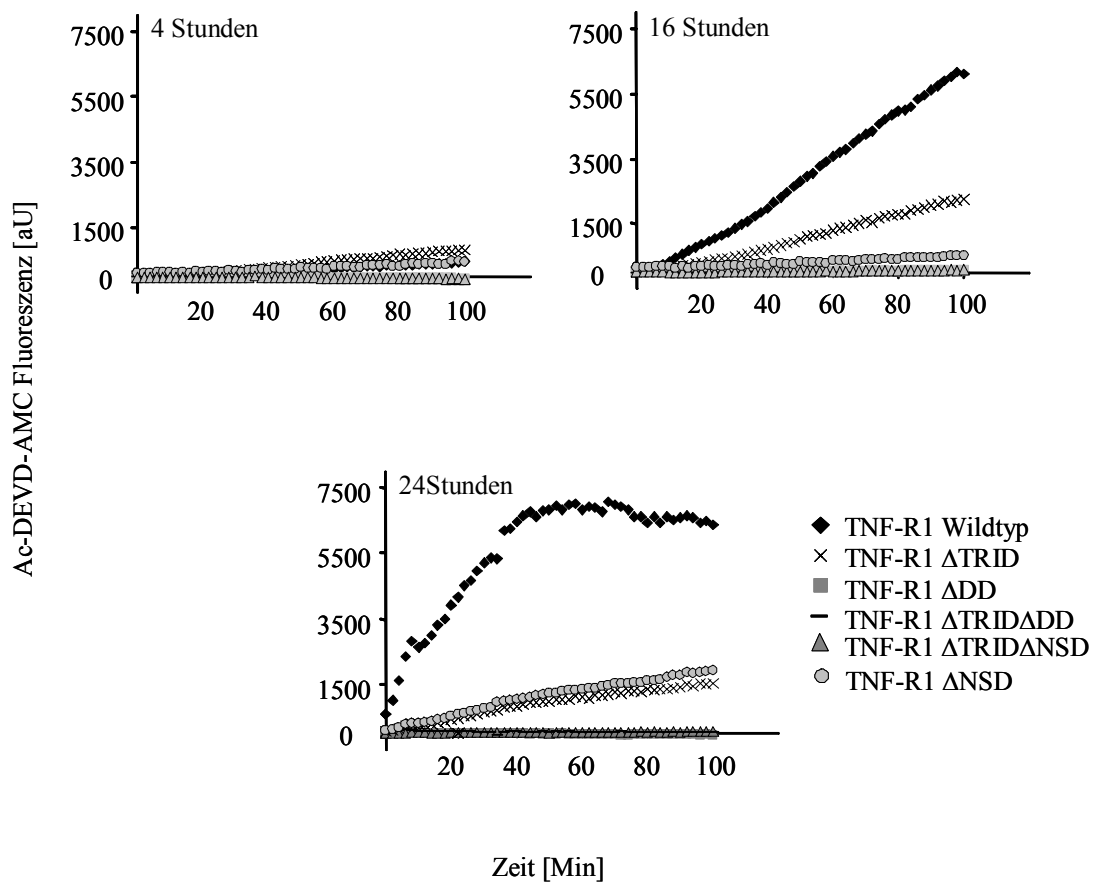 Ac-DEVD-AMC Fluoreszenz [aU]
4 Stunden
7500
5500
3500
1500
0
20 40 60 80 100
16 Stunden
7500
5500
3500
1500
0
20 40 60 80 100
24Stunden
7500
5500
3500
1500
0
20 40 60 80 100
TNF-R1 Wildtyp
TNF-R1 ΔTRID
TNF-R1 ΔDD
TNF-R1 ΔTRIDΔDD
TNF-R1 ΔTRIDΔNSD
TNF-R1 ΔNSD
Zeit [Min]